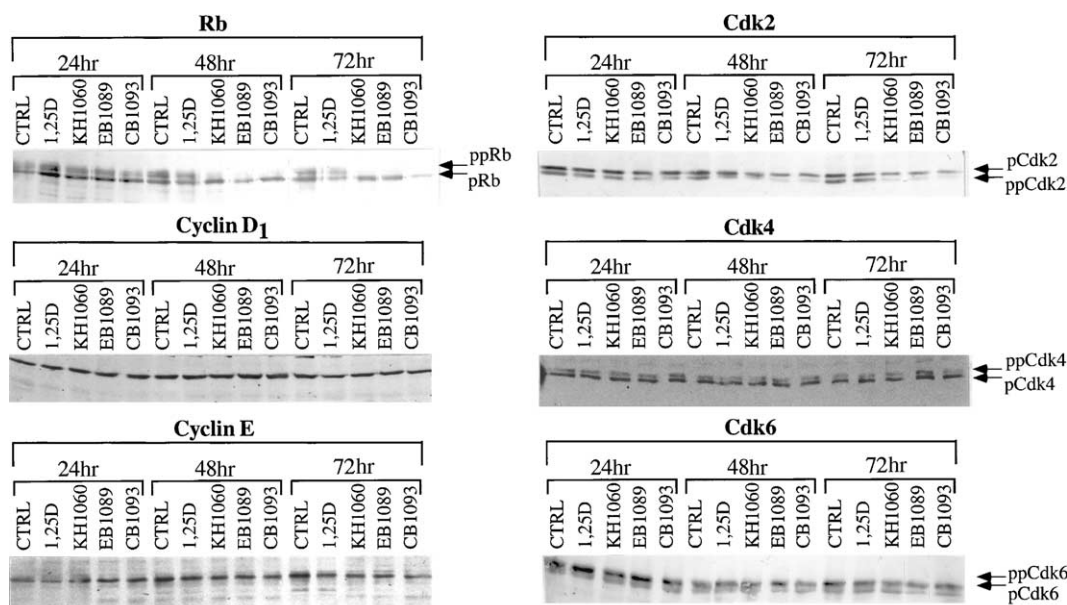 Rb
24hr 48hr 72hr
CTRL 1,25D KH1060 EB1089 CB1093 CTRL 1,25D KH1060 EB1089 CB1093 CTRL 1,25D KH1060 EB1089 CB1093
ppRb
pRb
Cyclin D1
24hr 48hr 72hr
CTRL 1,25D KH1060 EB1089 CB1093 CTRL 1,25D KH1060 EB1089 CB1093 CTRL 1,25D KH1060 EB1089 CB1093
Cyclin E
24hr 48hr 72hr
CTRL 1,25D KH1060 EB1089 CB1093 CTRL 1,25D KH1060 EB1089 CB1093 CTRL 1,25D KH1060 EB1089 CB1093
Cdk2
24hr 48hr 72hr
CTRL 1,25D KH1060 EB1089 CB1093 CTRL 1,25D KH1060 EB1089 CB1093 CTRL 1,25D KH1060 EB1089 CB1093
pCdk2
ppCdk2
Cdk4
24hr 48hr 72hr
CTRL 1,25D KH1060 EB1089 CB1093 CTRL 1,25D KH1060 EB1089 CB1093 CTRL 1,25D KH1060 EB1089 CB1093
ppCdk4
pCdk4
Cdk6
24hr 48hr 72hr
CTRL 1,25D KH1060 EB1089 CB1093 CTRL 1,25D KH1060 EB1089 CB1093 CTRL 1,25D KH1060 EB1089 CB1093
ppCdk6
pCdk6